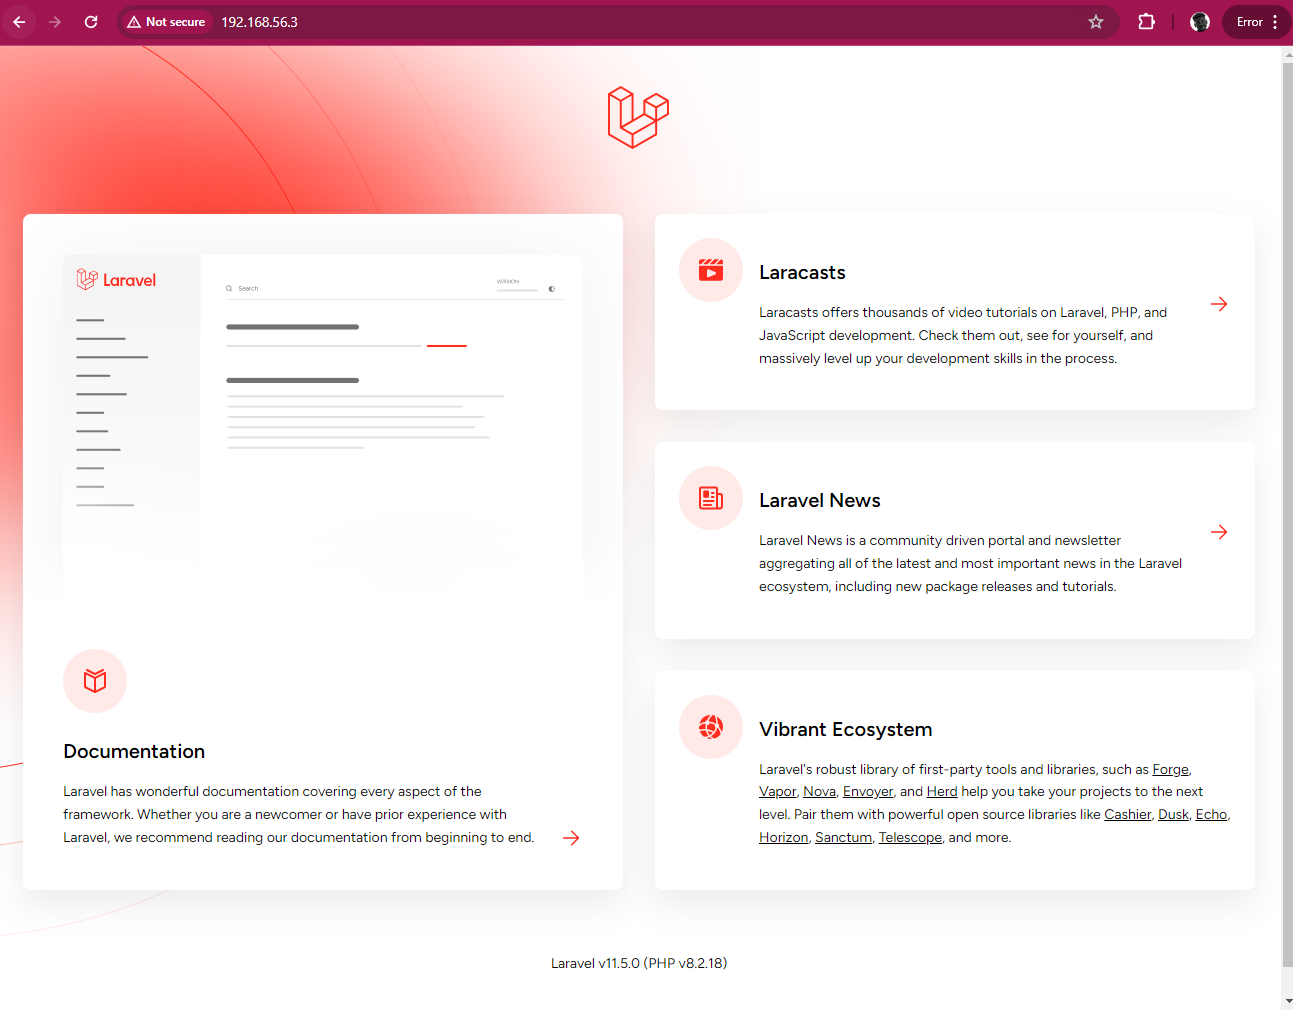 Not secure
192.168.56.3
Error
Laravel
Search
VERSION
Documentation
Laravel has wonderful documentation covering every aspect of the
framework. Whether you are a newcomer or have prior experience with
Laravel, we recommend reading our documentation from beginning to end.
Laracasts
Laracasts offers thousands of video tutorials on Laravel, PHP, and
JavaScript development. Check them out, see for yourself, and
massively level up your development skills in the process.
Laravel News
Laravel News is a community driven portal and newsletter
aggregating all of the latest and most important news in the Laravel
ecosystem, including new package releases and tutorials.
Vibrant Ecosystem
Laravel's robust library of first-party tools and libraries, such as Forge,
Vapor, Nova, Envoyer, and Herd help you take your projects to the next
level. Pair them with powerful open source libraries like Cashier, Dusk, Echo,
Horizon, Sanctum, Telescope, and more.
Laravel v11.5.0 (PHP v8.2.18)